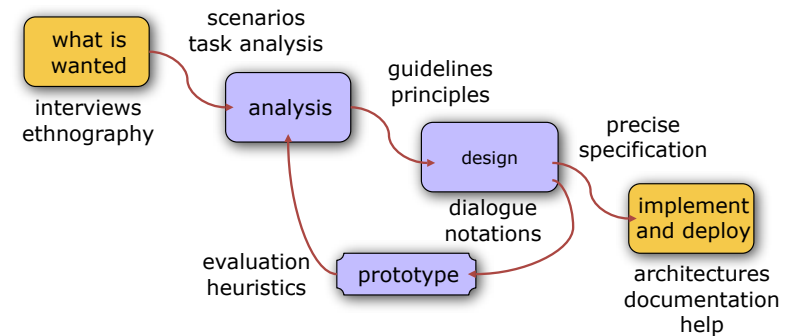 scenarios
task analysis
what is
wanted
interviews
ethnography
analysis
guidelines
principles
design
precise
specification
dialogue
notations
implement
and deploy
evaluation
heuristics
prototype
architectures
documentation
help